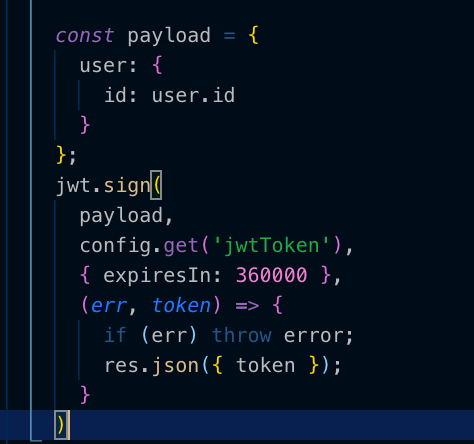 const payload = {
user: {
id: user.id
}
};
jwt.sign(
payload,
config.get('jwtToken'),
{ expiresIn: 360000 },
(err, token) => {
if (err) throw error;
res.json({ token });
}
)